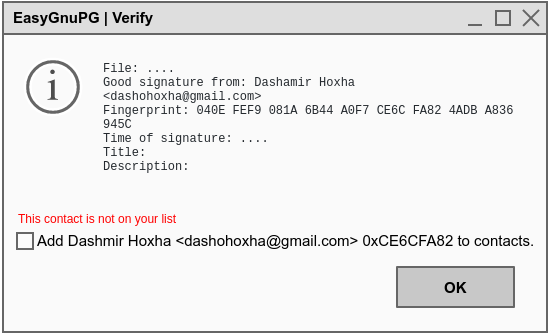 EasyGnuPG | Verify
File: ....
Good signature from: Dashamir Hoxha
<dashohoxha@gmail.com>
Fingerprint: 040E FEF9 081A 6B44 A0F7 CE6C FA82 4ADB A836
945C
Time of signature: ....
Title:
Description:
This contact is not on your list
Add Dashmir Hoxha <dashohoxha@gmail.com> 0xCE6CFA82 to contacts.
OK